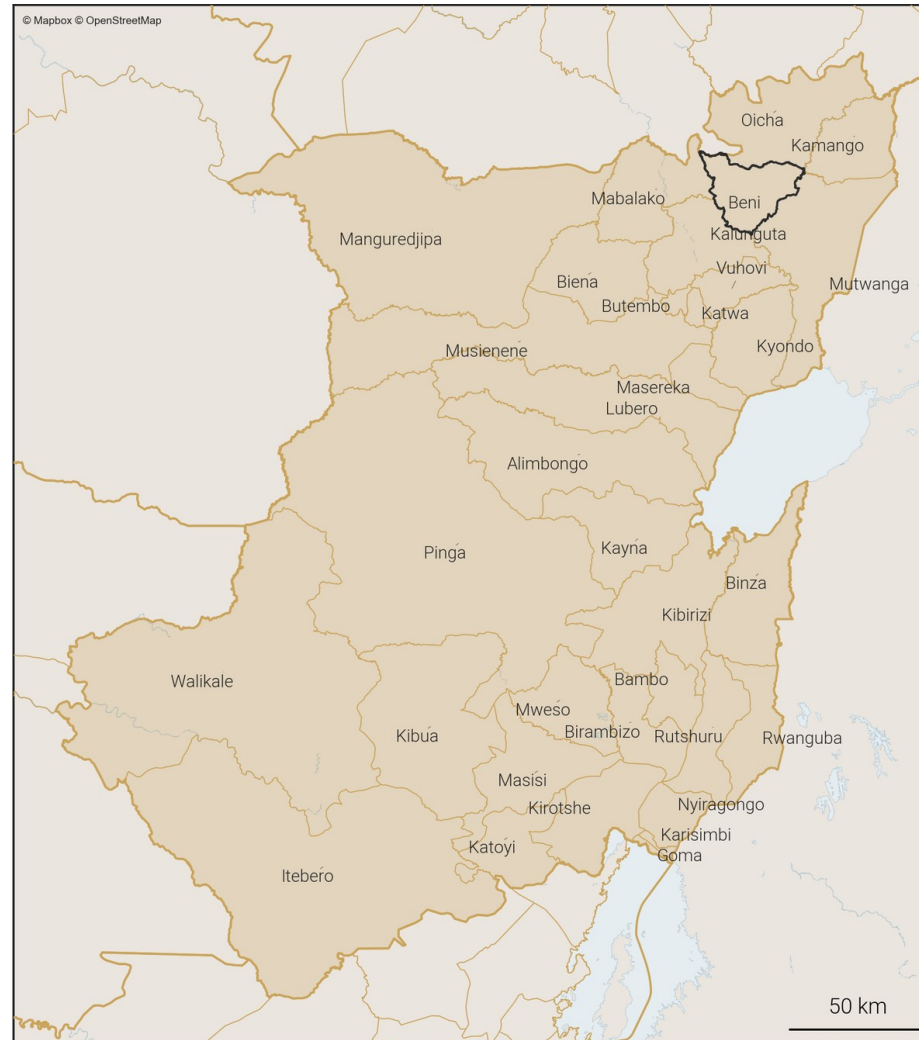 © Mapbox © OpenStreetMap
Oicha
Kamango
Mabalako
Beni
Manguredjipa
Kalunguta
Vuhovi
Biena
Mutwanga
Butembo
Katwa
Musienene
Kyondo
Masereka
Lubero
Alimbongo
Pinga
Kayna
Binza
Kibirizi
Walikale
Bambo
Mweso
Kibua
Birambizo
Rutshuru
Rwanguba
Masisi
Kirotshe
Nyiragongo
Karisimbi
Katoyi
Goma
Itebero
50 km